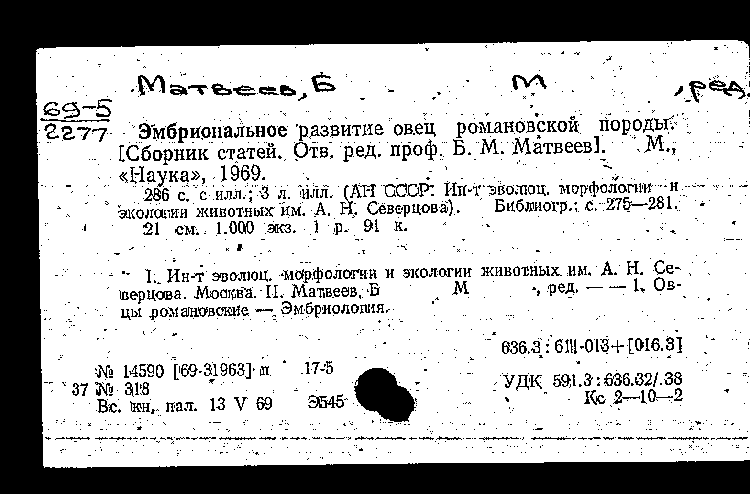 Матвеев, Б М , ред.
69-5
2277
Эмбриональное развитие овец романовской породы.
[Сборник статей. Отв. ред. проф. Б. М. Матвеев]. М.,
«Наука», 1969.
286 с. с илл.; 3 л. илл. (АН СССР. Ин-т эволюц. морфологии и
экологии животных им. А. Н. Северцова). Библиогр.: с. 275—281.
21 см. 1.000 экз. 1 р. 91 к.
I. Ин-т эволюц. морфологии и экологии животных им. А. Н. Се-
верцова. Москва. II. Матвеев, Б М , ред. — — 1. Ов-
цы романовские — Эмбриология.
636.3 : 611-013+[016.3]
№ 14590 [69-31963] п 17-5
37 № 318
УДК 591.3 : 636.32/.38
Вс. кн. пал. 13 V 69 ЭБ45
Кс 2—10—2